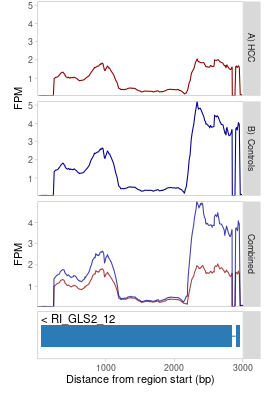 5
4
3
2
1
FPM
A) HCC
5
4
3
2
1
B) Controls
4
3
2
1
FPM
Combined
< RI_GLS2_12
1000
2000
3000
Distance from region start (bp)